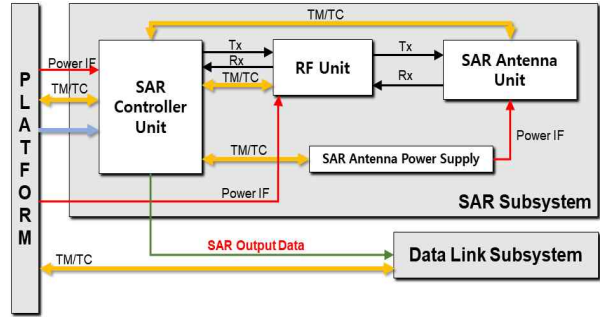 TM/TC
Tx
Tx
Power IF
Rx
RF Unit
SAR Antenna
Unit
SAR
Controller
Unit
TM/TC
TM/TC
Rx
PLATFORM
Power IF
TM/TC
SAR Antenna Power Supply
Power IF
SAR Subsystem
SAR Output Data
Data Link Subsystem
TM/TC